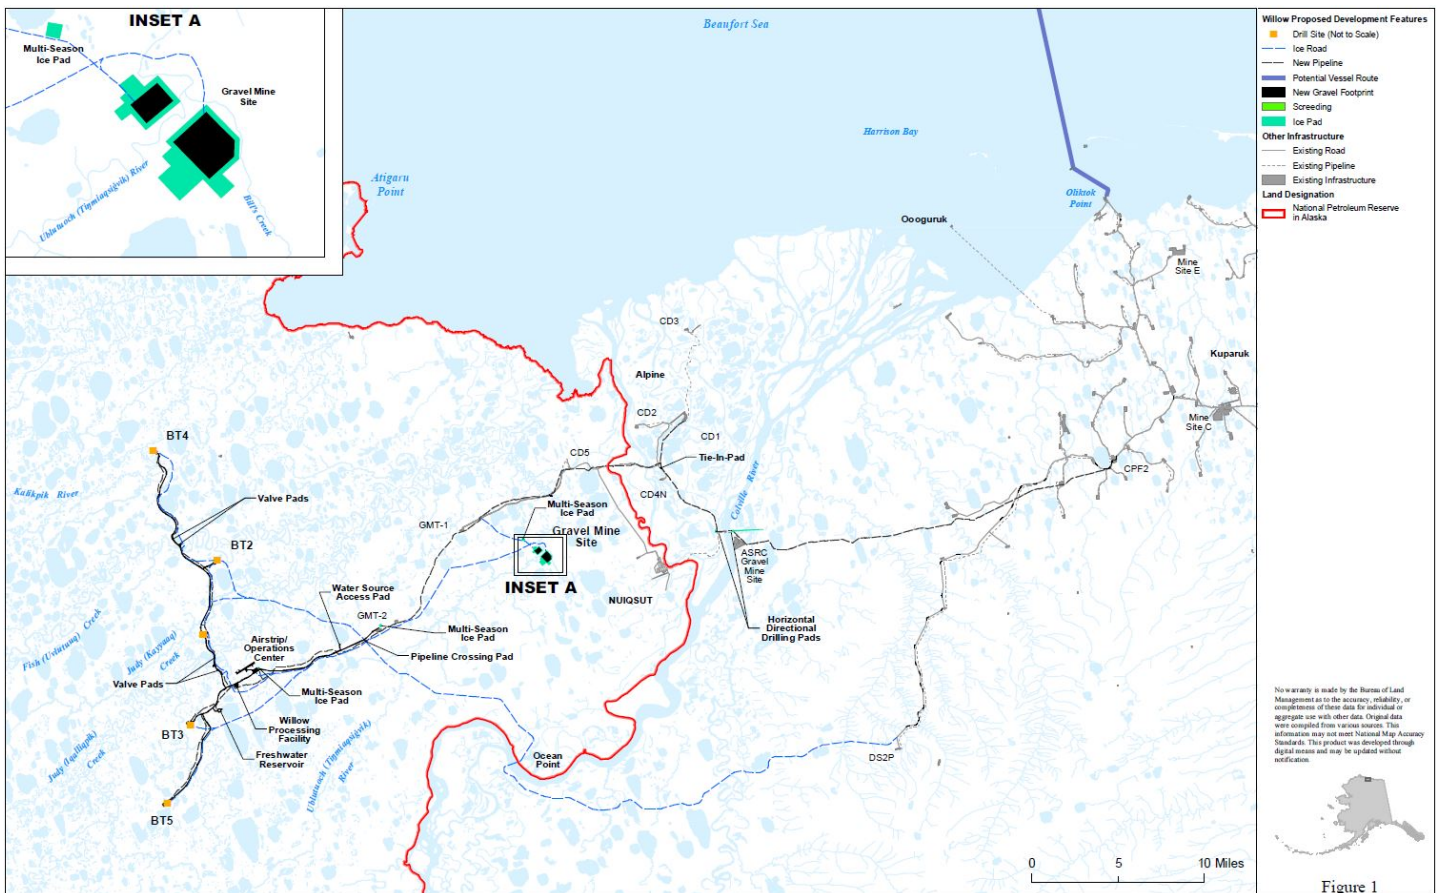 INSET A
Multi-Season
Ice Pad
Gravel Mine
Site
Ublutuoch (Tiŋmiaqsiġvik) River
Bill's Creek
Beaufort Sea
Harrison Bay
Atigaru
Point
Oliktok
Point
Oooguruk
Mine
Site E
CD3
Kuparuk
Alpine
CD2
Mine
Site C
BT4
CD1
CD5
Tie-In-Pad
CPF2
Colville River
Kalikpik River
Valve Pads
CD4N
Multi-Season
Ice Pad
GMT-1
Gravel Mine
Site
BT2
ASRC
Gravel
Mine
Site
INSET A
Water Source
Access Pad
NUIQSUT
GMT-2
Horizontal
Directional
Drilling Pads
Fish (Uvlutuuq) Creek
Judy (Kayyaaq)
Creek
Airstrip/
Operations
Center
Multi-Season
Ice Pad
Pipeline Crossing Pad
Valve Pads
Multi-Season
Ice Pad
Willow
Processing
Facility
BT3
Freshwater
Reservoir
Judy (Iqalliqpik)
Creek
Ublutuoch (Tiŋmiaqsiġvik)
River
Ocean
Point
DS2P
BT5
0 5 10 Miles
Willow Proposed Development Features
Drill Site (Not to Scale)
Ice Road
New Pipeline
Potential Vessel Route
New Gravel Footprint
Screeding
Ice Pad
Other Infrastructure
Existing Road
Existing Pipeline
Existing Infrastructure
Land Designation
National Petroleum Reserve
in Alaska
No warranty is made by the Bureau of Land
Management as to the accuracy, reliability, or
completeness of these data for individual or
aggregate use with other data. Original data
were compiled from various sources. This
information may not meet National Map Accuracy
Standards. This product was developed through
digital means and may be updated without
notification.
Figure 1